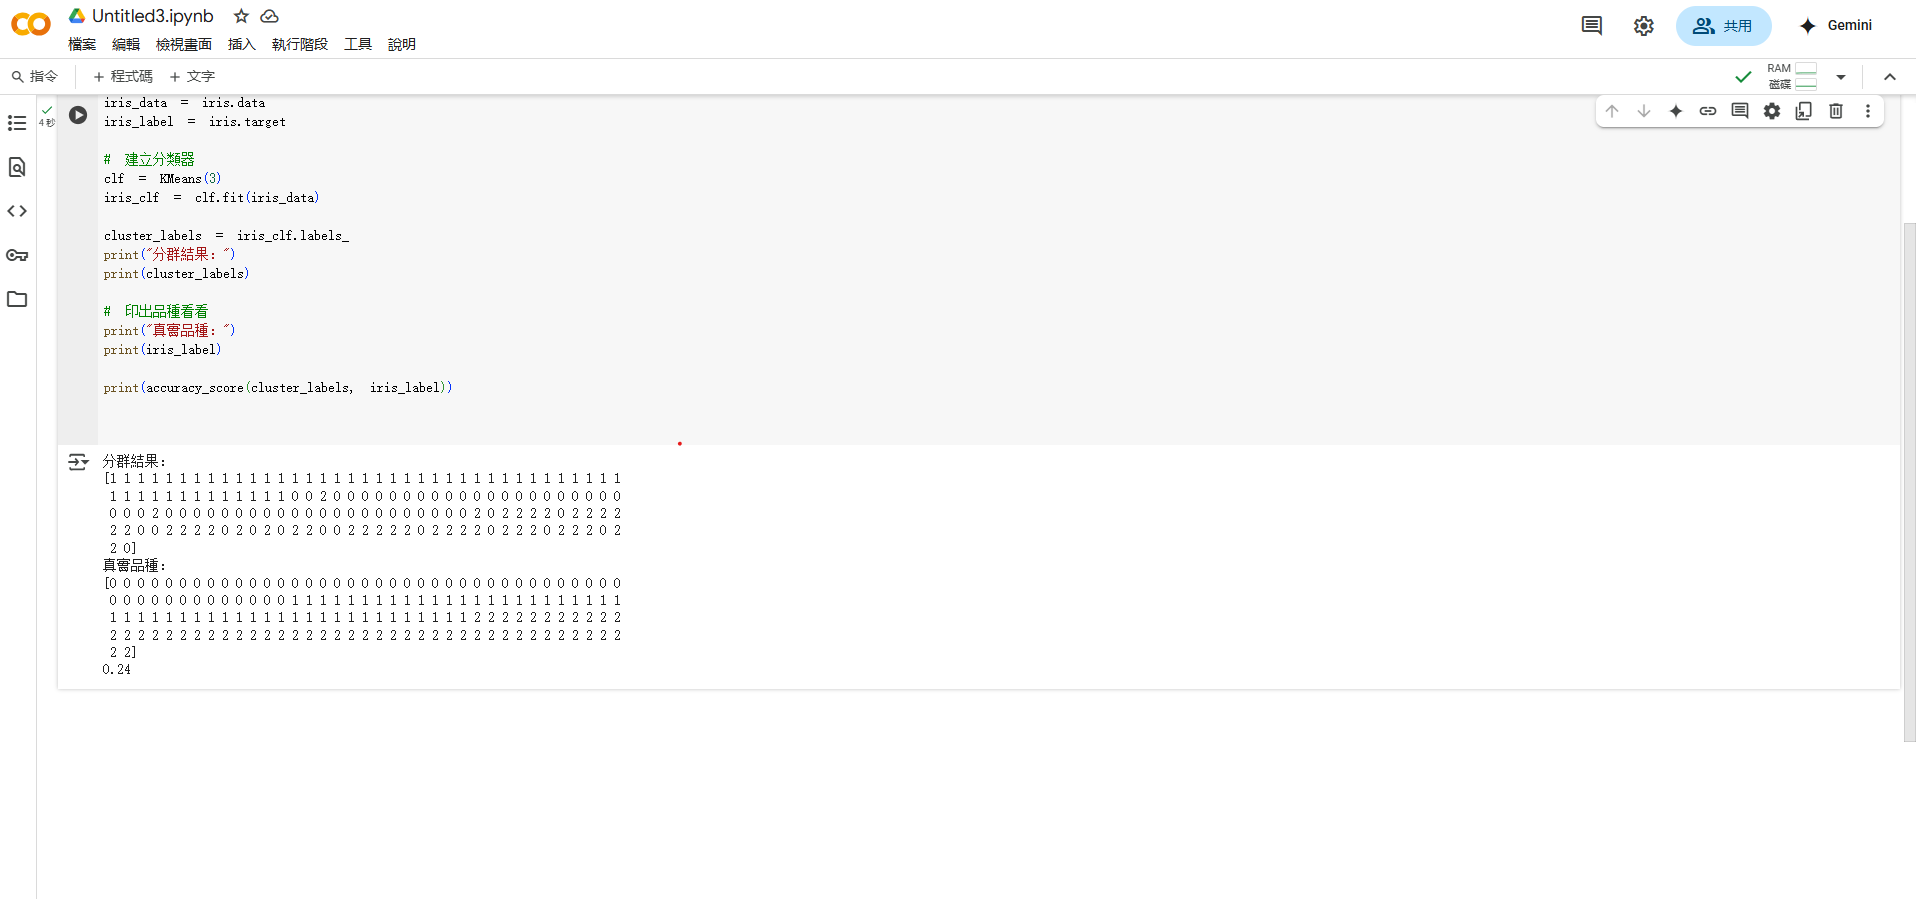 Untitled3.ipynb
檔案 編輯 檢視畫面 插入 執行階段 工具 說明
共用
Gemini
指令 + 程式碼 + 文字
RAM
磁碟
4 秒
iris_data = iris.data
iris_label = iris.target
# 建立分類器
clf = KMeans(3)
iris_clf = clf.fit(iris_data)
cluster_labels = iris_clf.labels_
print("分群結果：")
print(cluster_labels)
# 印出品種看看
print("真實品種：")
print(iris_label)
print(accuracy_score(cluster_labels, iris_label))
分群結果：
[1 1 1 1 1 1 1 1 1 1 1 1 1 1 1 1 1 1 1 1 1 1 1 1 1 1 1 1 1 1 1 1 1 1 1 1 1
1 1 1 1 1 1 1 1 1 1 1 1 1 0 0 2 0 0 0 0 0 0 0 0 0 0 0 0 0 0 0 0 0 0 0 0 0
0 0 0 2 0 0 0 0 0 0 0 0 0 0 0 0 0 0 0 0 0 0 0 0 0 0 2 0 2 2 2 2 0 2 2 2 2
2 2 0 0 2 2 2 2 0 2 0 2 0 2 2 0 0 2 2 2 2 2 0 2 2 2 2 0 2 2 2 0 2 2 2 0 2
2 0]
真實品種：
[0 0 0 0 0 0 0 0 0 0 0 0 0 0 0 0 0 0 0 0 0 0 0 0 0 0 0 0 0 0 0 0 0 0 0 0 0
0 0 0 0 0 0 0 0 0 0 0 0 0 1 1 1 1 1 1 1 1 1 1 1 1 1 1 1 1 1 1 1 1 1 1 1 1
1 1 1 1 1 1 1 1 1 1 1 1 1 1 1 1 1 1 1 1 1 1 1 1 1 1 2 2 2 2 2 2 2 2 2 2 2
2 2 2 2 2 2 2 2 2 2 2 2 2 2 2 2 2 2 2 2 2 2 2 2 2 2 2 2 2 2 2 2 2 2 2 2 2
2 2]
0.24